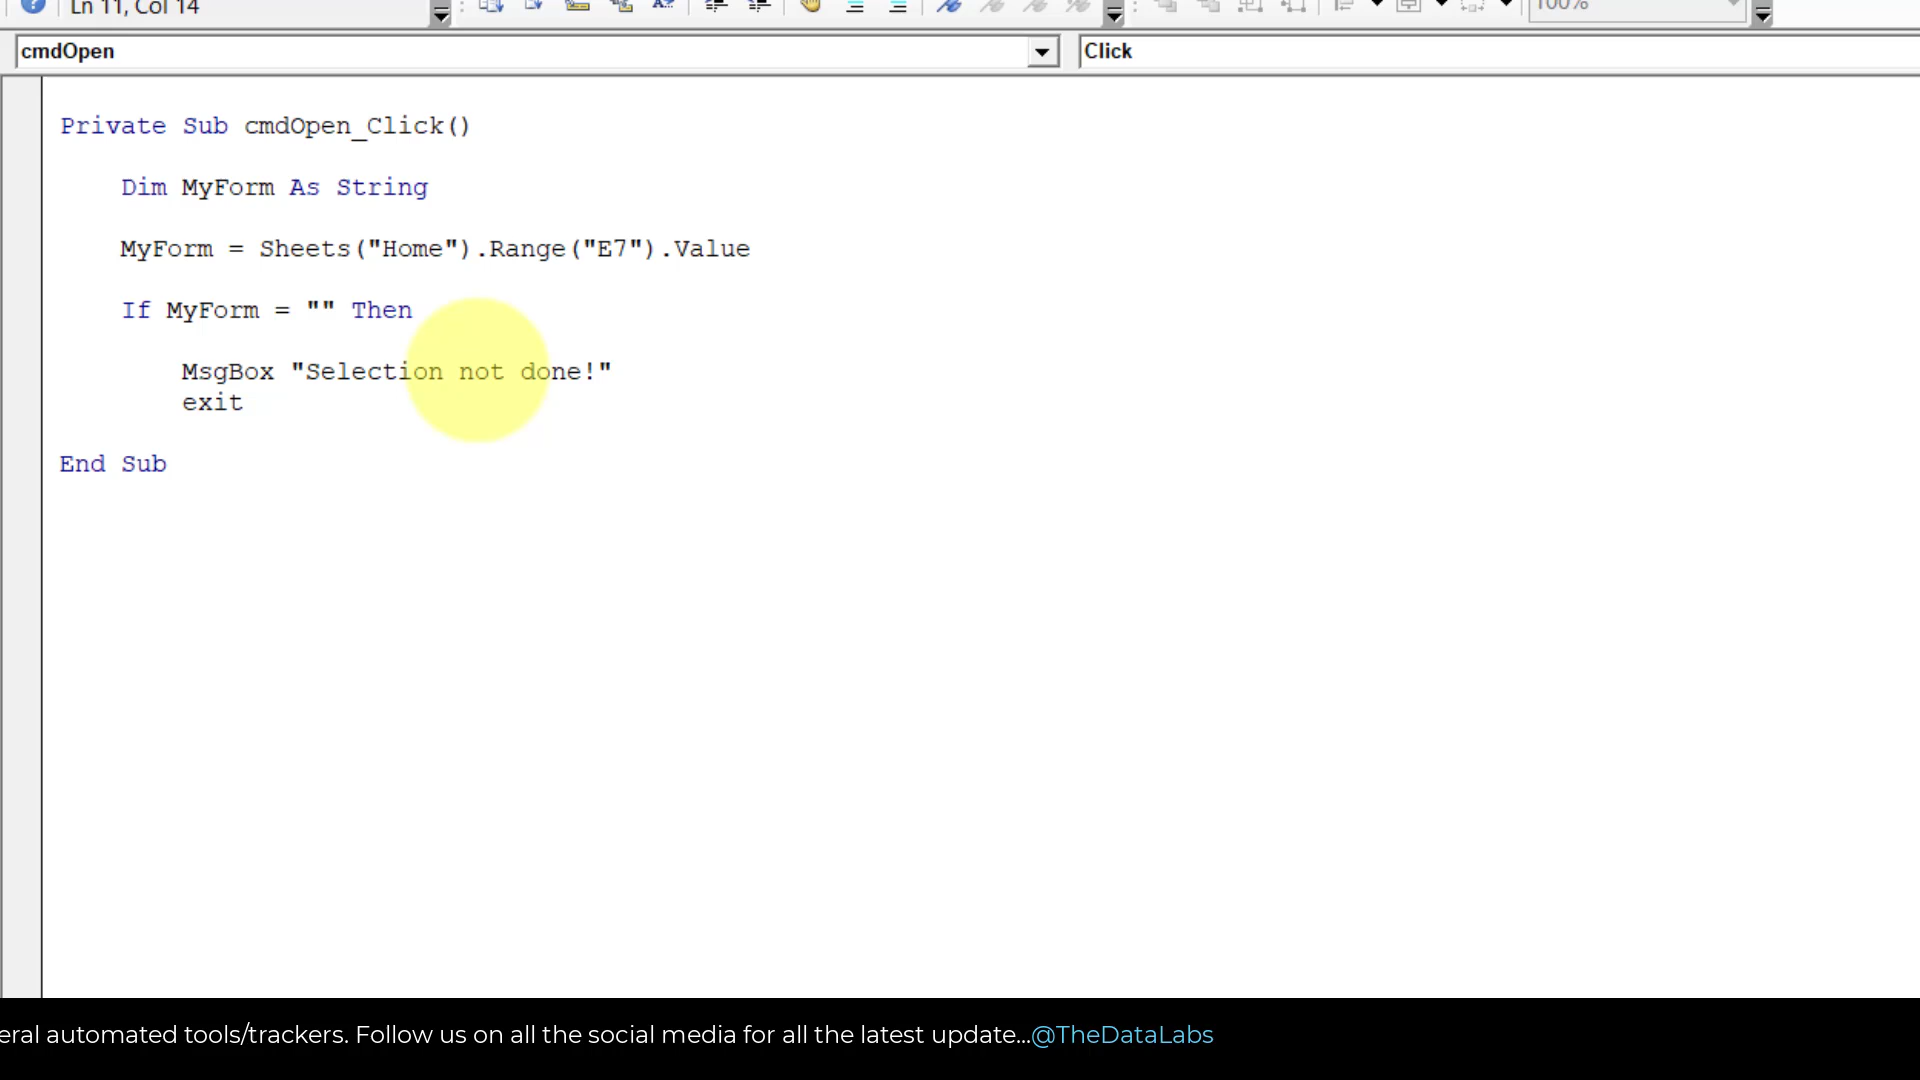 Ln 11, Col 14
100%
cmdOpen
Click
Private Sub cmdOpen_Click()
Dim MyForm As String
MyForm = Sheets("Home").Range("E7").Value
If MyForm = "" Then
MsgBox "Selection not done!"
exit
End Sub
eral automated tools/trackers. Follow us on all the social media for all the latest update...@TheDataLabs